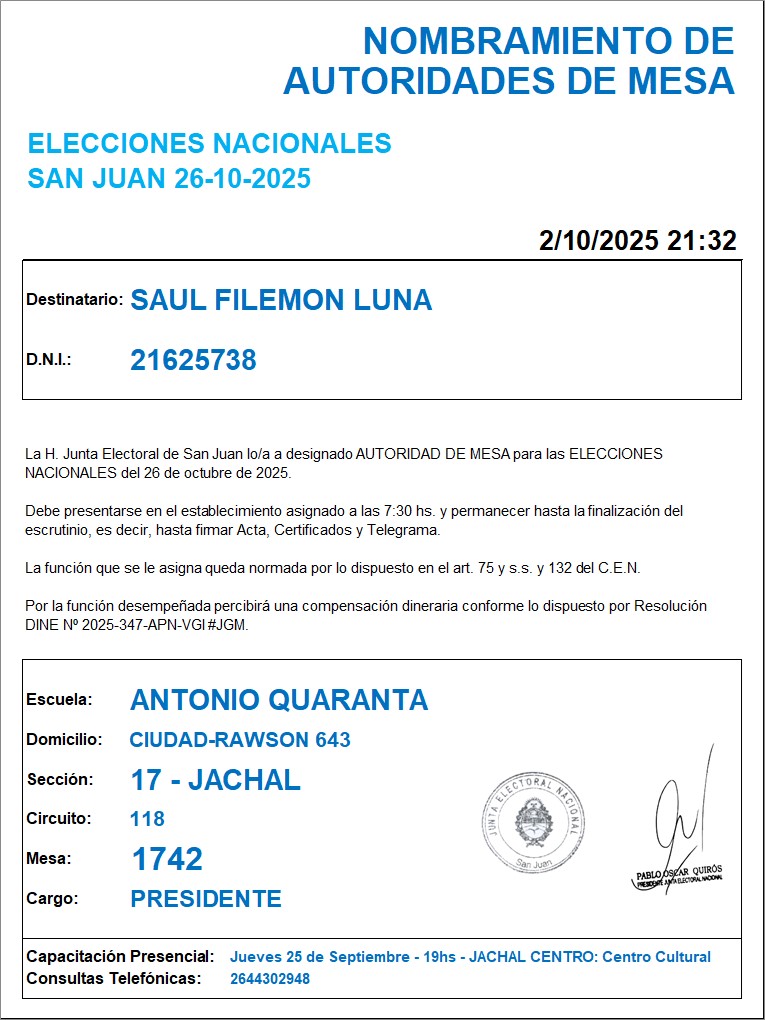 NOMBRAMIENTO DE
AUTORIDADES DE MESA
ELECCIONES NACIONALES
SAN JUAN 26-10-2025
2/10/2025 21:32
Destinatario: SAUL FILEMON LUNA
D.N.I.: 21625738
La H. Junta Electoral de San Juan lo/a a designado AUTORIDAD DE MESA para las ELECCIONES
NACIONALES del 26 de octubre de 2025.
Debe presentarse en el establecimiento asignado a las 7:30 hs. y permanecer hasta la finalización del
escrutinio, es decir, hasta firmar Acta, Certificados y Telegrama.
La función que se le asigna queda normada por lo dispuesto en el art. 75 y s.s. y 132 del C.E.N.
Por la función desempeñada percibirá una compensación dineraria conforme lo dispuesto por Resolución
DINE Nº 2025-347-APN-VGI#JGM.
Escuela: ANTONIO QUARANTA
Domicilio: CIUDAD-RAWSON 643
Sección: 17 - JACHAL
Circuito: 118
Mesa: 1742
Cargo: PRESIDENTE
JUNTA ELECTORAL NACIONAL
San Juan
PABLO OSCAR QUIRÓS
PRESIDENTE JUNTA ELECTORAL NACIONAL
Capacitación Presencial: Jueves 25 de Septiembre - 19hs - JACHAL CENTRO: Centro Cultural
Consultas Telefónicas: 2644302948